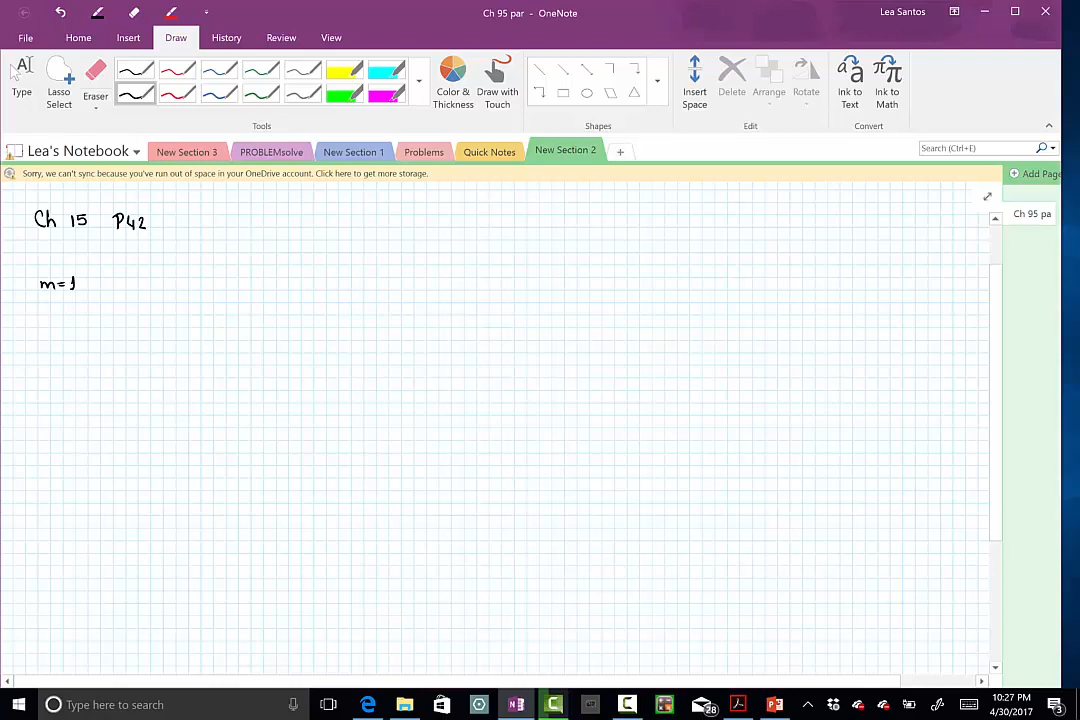 Ch 95 par - OneNote
Lea Santos
File Home Insert Draw History Review View
Type
Lasso Select
Eraser
Color & Thickness
Draw with Touch
Insert Space
Delete
Arrange
Rotate
Ink to Text
Ink to Math
Tools
Shapes
Edit
Convert
Lea's Notebook
New Section 3
PROBLEMsolve
New Section 1
Problems
Quick Notes
New Section 2
Search (Ctrl+E)
Sorry, we can't sync because you've run out of space in your OneDrive account. Click here to get more storage.
Add Page
Ch 95 pa
Ch 15 P42
m=1
Type here to search
28
10:27 PM
4/30/2017
3